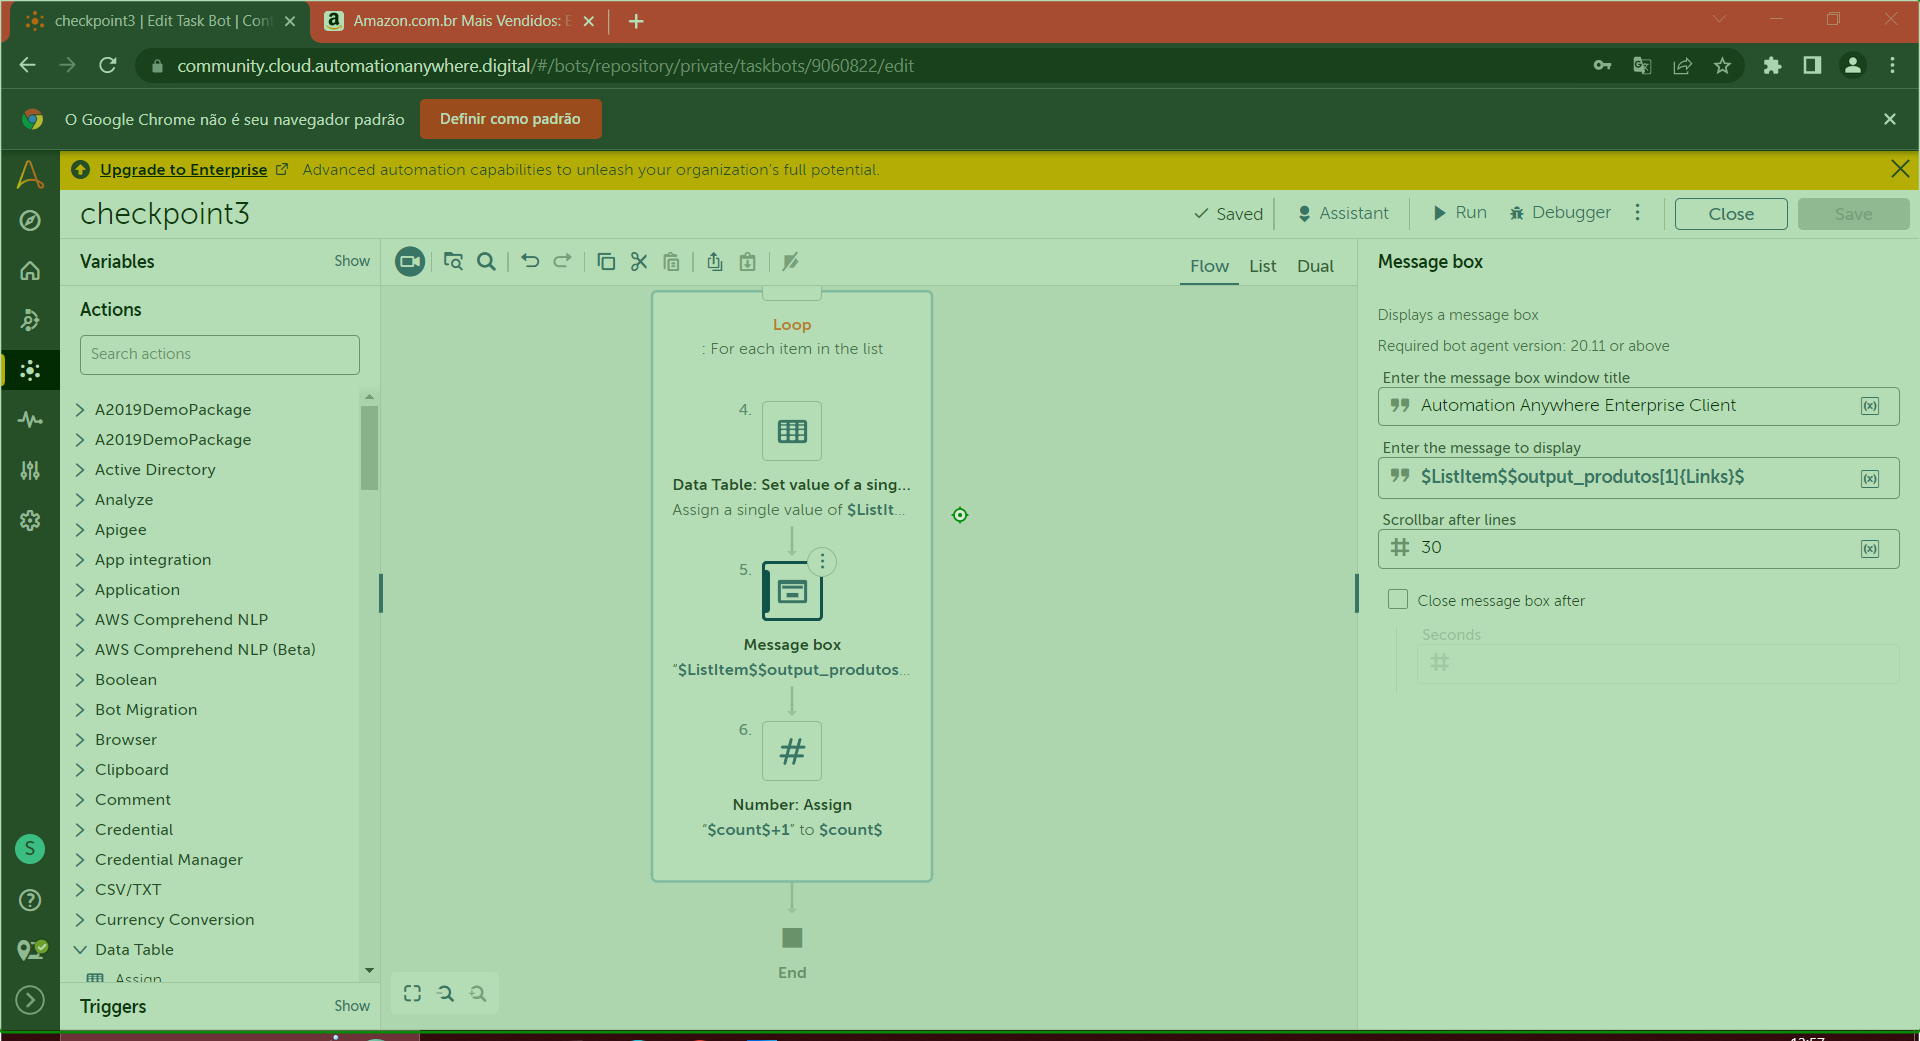 checkpoint3 | Edit Task Bot | Cont
Amazon.com.br Mais Vendidos: E
community.cloud.automationanywhere.digital/#/bots/repository/private/taskbots/9060822/edit
O Google Chrome não é seu navegador padrão
Definir como padrão
Upgrade to Enterprise
Advanced automation capabilities to unleash your organization's full potential.
checkpoint3
Saved
Assistant
Run
Debugger
Close
Save
Variables
Show
Actions
Search actions
A2019DemoPackage
A2019DemoPackage
Active Directory
Analyze
Apigee
App integration
Application
AWS Comprehend NLP
AWS Comprehend NLP (Beta)
Boolean
Bot Migration
Browser
Clipboard
Comment
Credential
Credential Manager
CSV/TXT
Currency Conversion
Data Table
Assign
Triggers
Show
S
Flow
List
Dual
Loop
: For each item in the list
4.
Data Table: Set value of a sing...
Assign a single value of $ListIt...
5.
Message box
"$ListItem$$output_produtos...
6.
Number: Assign
"$count$+1" to $count$
End
Message box
Displays a message box
Required bot agent version: 20.11 or above
Enter the message box window title
Automation Anywhere Enterprise Client
(x)
Enter the message to display
$ListItem$$output_produtos[1]{Links}$
(x)
Scrollbar after lines
30
(x)
Close message box after
Seconds